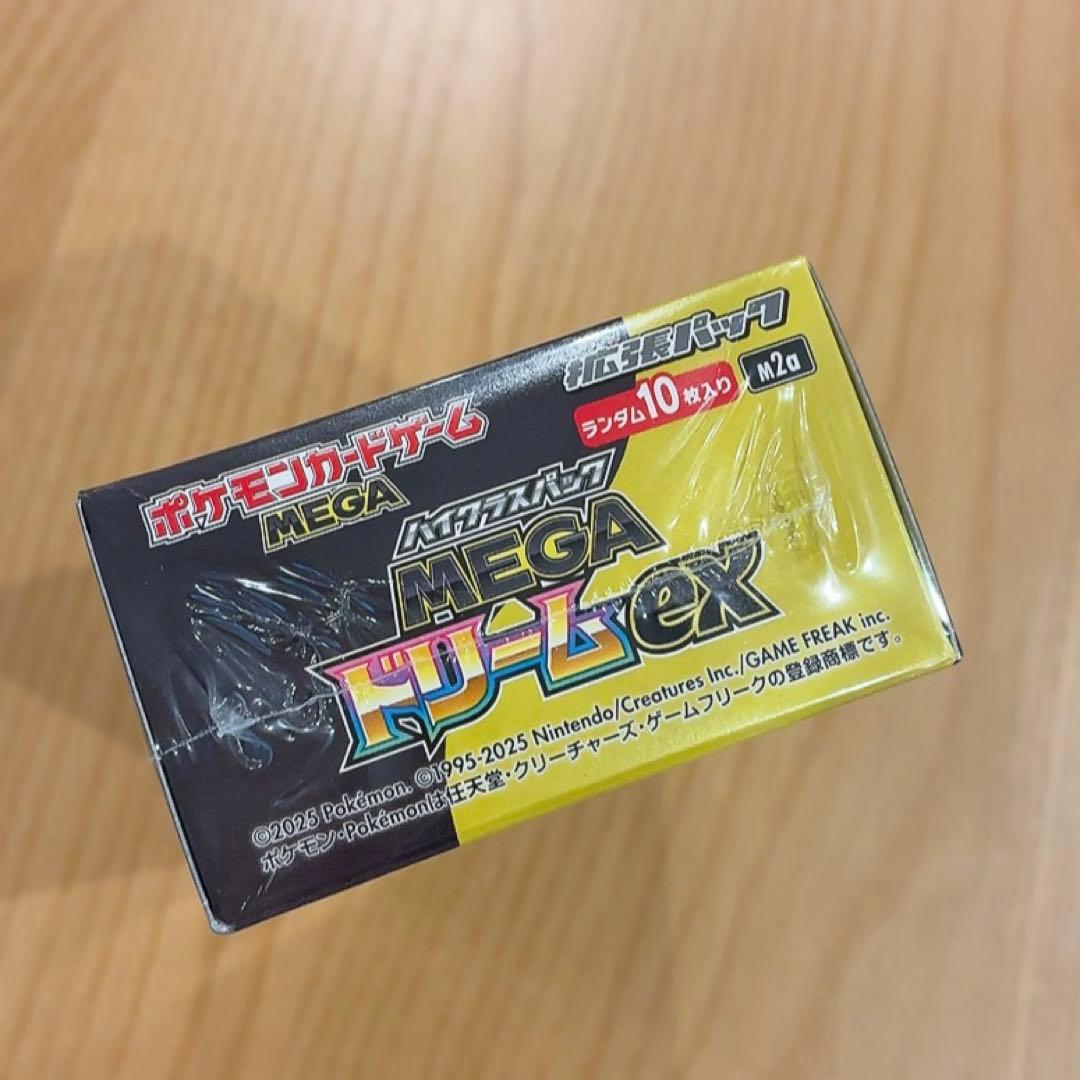 ポケモンカードゲーム
MEGA
拡張パック
ランダム10枚入り
M2a
ハイクラスパック
MEGA
ドリームex
©2025 Pokémon. ©1995-2025 Nintendo/Creatures Inc./GAME FREAK inc.
ポケモン・Pokémonは任天堂・クリーチャーズ・ゲームフリークの登録商標です。